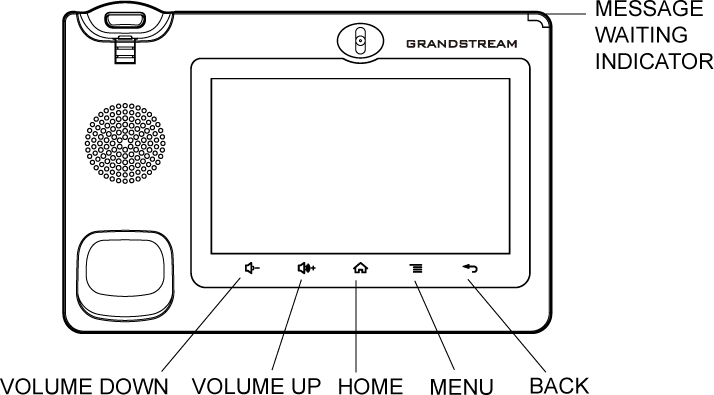 MESSAGE
WAITING
INDICATOR
GRANDSTREAM
VOLUME DOWN
VOLUME UP
HOME
MENU
BACK